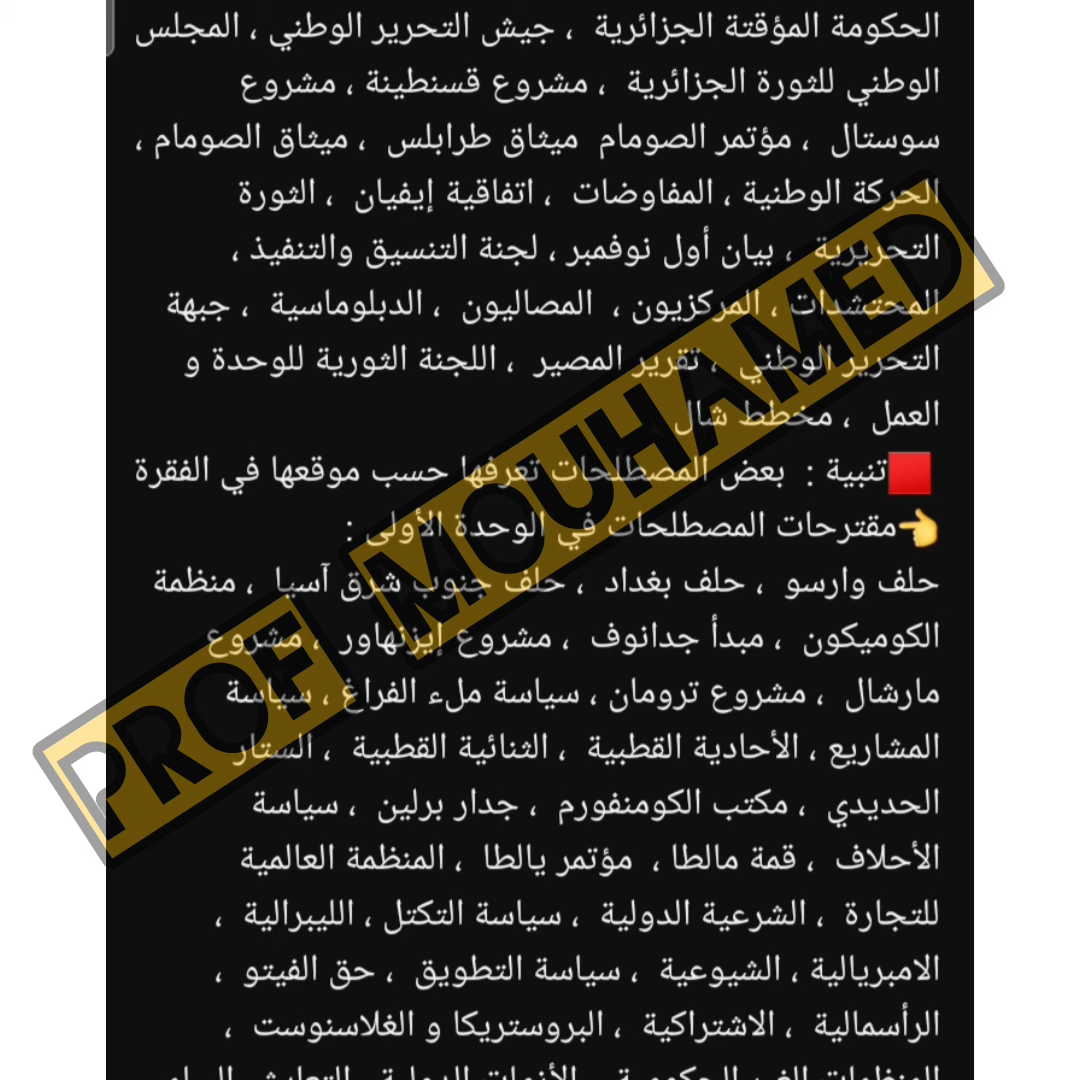 الحكومة المؤقتة الجزائرية ، جيش التحرير الوطني ، المجلس
الوطني للثورة الجزائرية ، مشروع قسنطينة ، مشروع
سوستال ، مؤتمر الصومام ميثاق طرابلس ، ميثاق الصومام ،
الحركة الوطنية ، المفاوضات ، اتفاقية إيفيان ، الثورة
التحريرية ، بيان أول نوفمبر ، لجنة التنسيق والتنفيذ ،
المحتشدات ، المركزيون ، المصاليون ، الدبلوماسية ، جبهة
التحرير الوطني ، تقرير المصير ، اللجنة الثورية للوحدة و
العمل ، مخطط شال
🟥تنبية : بعض المصطلحات تعرفها حسب موقعها في الفقرة
👈مقترحات المصطلحات في الوحدة الأولى :
حلف وارسو ، حلف بغداد ، حلف جنوب شرق آسيا ، منظمة
الكوميكون ، مبدأ جدانوف ، مشروع إيزنهاور ، مشروع
مارشال ، مشروع ترومان ، سياسة ملء الفراغ ، سياسة
المشاريع ، الأحادية القطبية ، الثنائية القطبية ، الستار
الحديدي ، مكتب الكومنفورم ، جدار برلين ، سياسة
الأحلاف ، قمة مالطا ، مؤتمر يالطا ، المنظمة العالمية
للتجارة ، الشرعية الدولية ، سياسة التكتل ، الليبرالية ،
الامبريالية ، الشيوعية ، سياسة التطويق ، حق الفيتو ،
الرأسمالية ، الاشتراكية ، البروستريكا و الغلاسنوست ،
PROF MOUHAMED